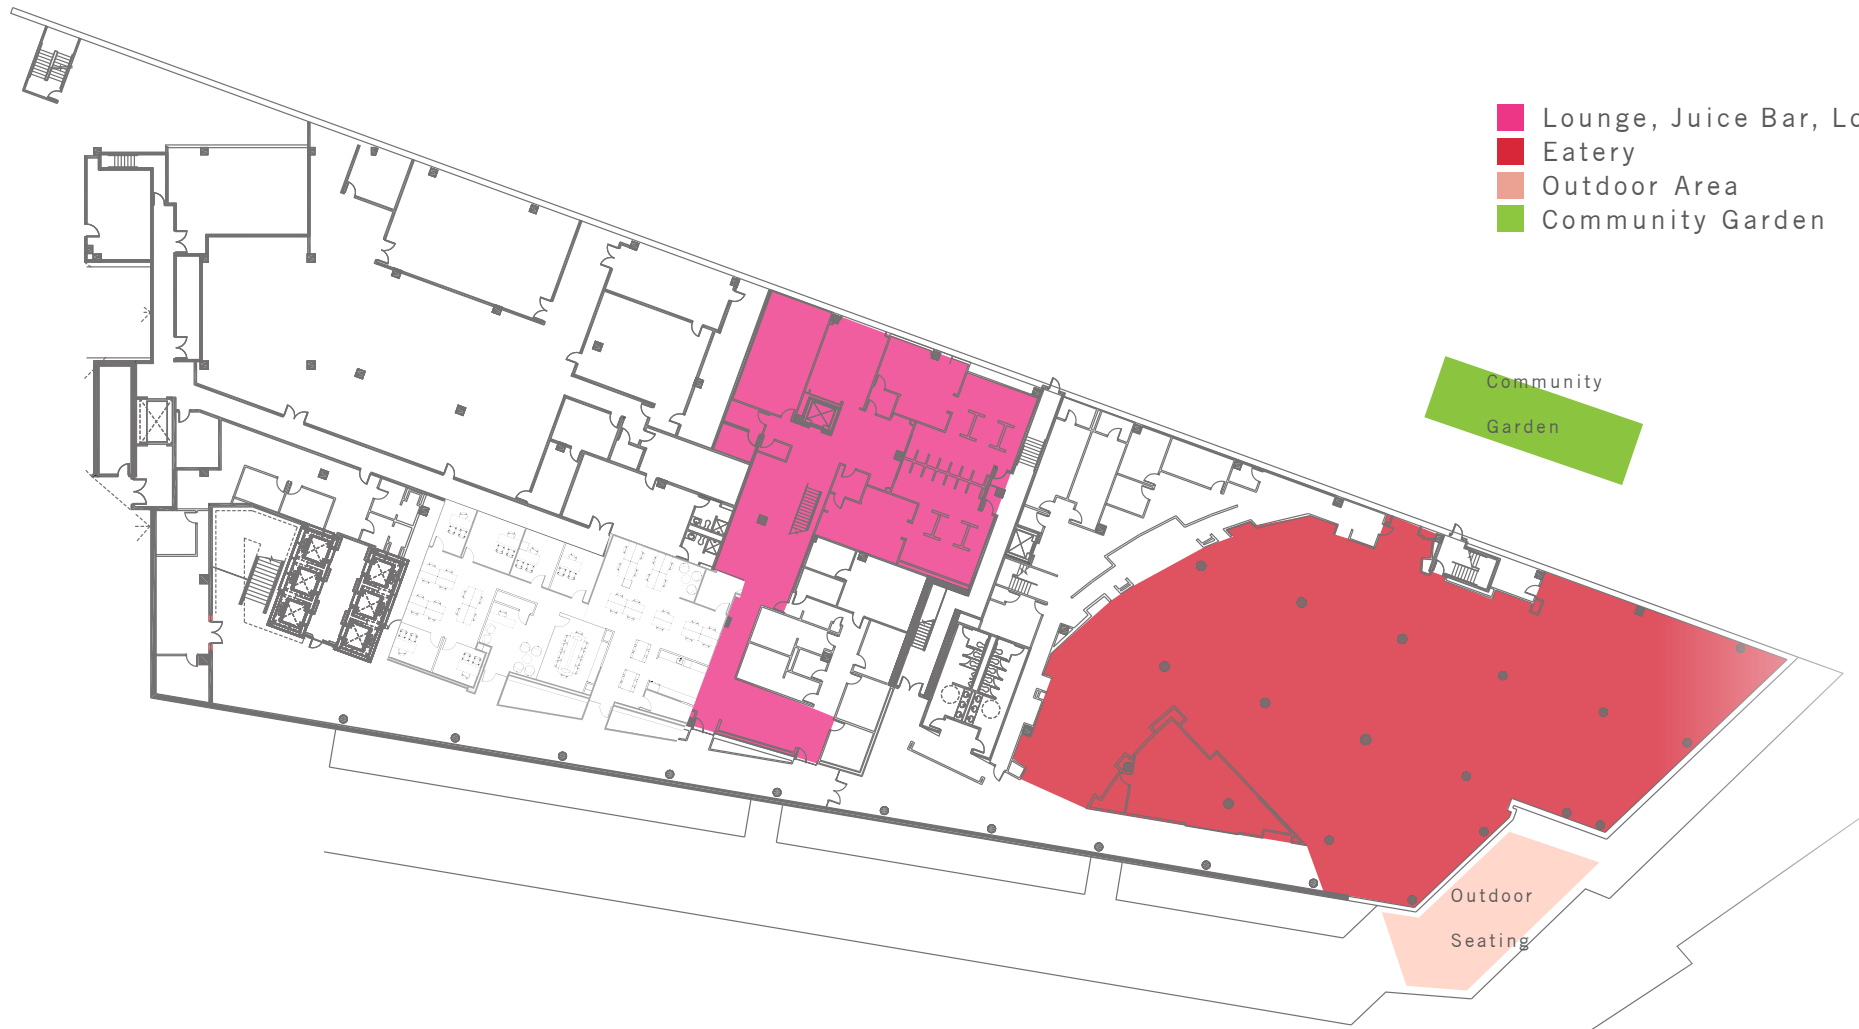 Lounge, Juice Bar, Lo
Eatery
Outdoor Area
Community Garden
Community
Garden
Outdoor
Seating